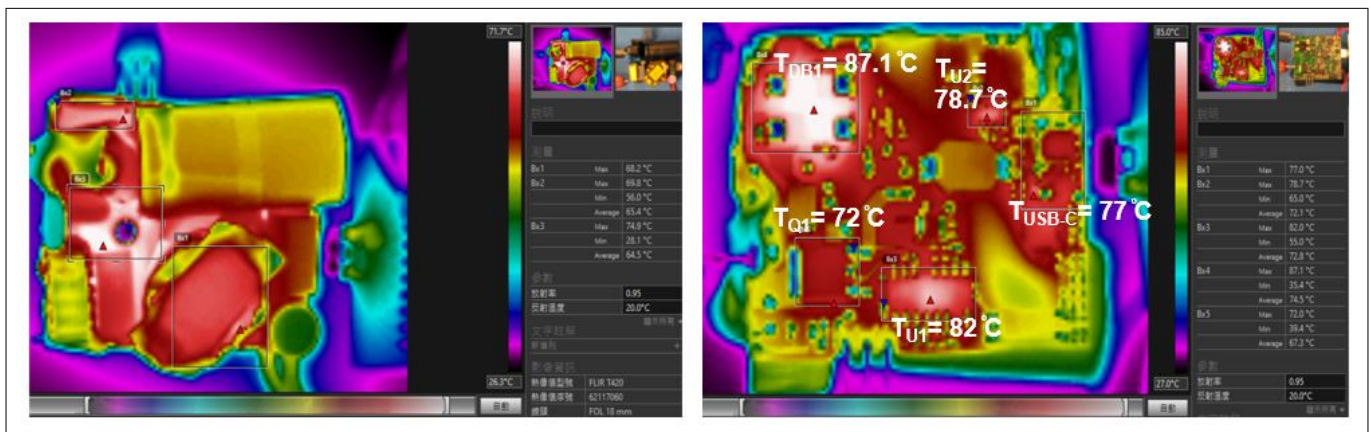 71.7°C
26.3°C
Bx2
Bx3
Bx1
說明
測量
Bx1 Max 68.2 °C
Bx2 Max 69.8 °C
Min 56.0 °C
Average 65.4 °C
Bx3 Max 74.9 °C
Min 28.1 °C
Average 64.5 °C
參數
放射率 0.95
反射溫度 20.0°C
文字註解
影像資訊
熱像儀型號 FLIR T420
熱像儀序號 62117060
鏡頭 FOL 18 mm
自動
85.0°C
27.0°C
Bx4
TDB1= 87.1 °C
TU2=
78.7 °C
Bx1
TUSB-C= 77 °C
TQ1= 72 °C
Bx3
TU1= 82 °C
說明
測量
Bx1 Max 77.0 °C
Bx2 Max 78.7 °C
Min 65.0 °C
Average 72.1 °C
Bx3 Max 82.0 °C
Min 55.0 °C
Average 72.8 °C
Bx4 Max 87.1 °C
Min 35.4 °C
Average 74.5 °C
Bx5 Max 72.0 °C
Min 39.4 °C
Average 67.3 °C
參數
放射率 0.95
反射溫度 20.0°C
自動